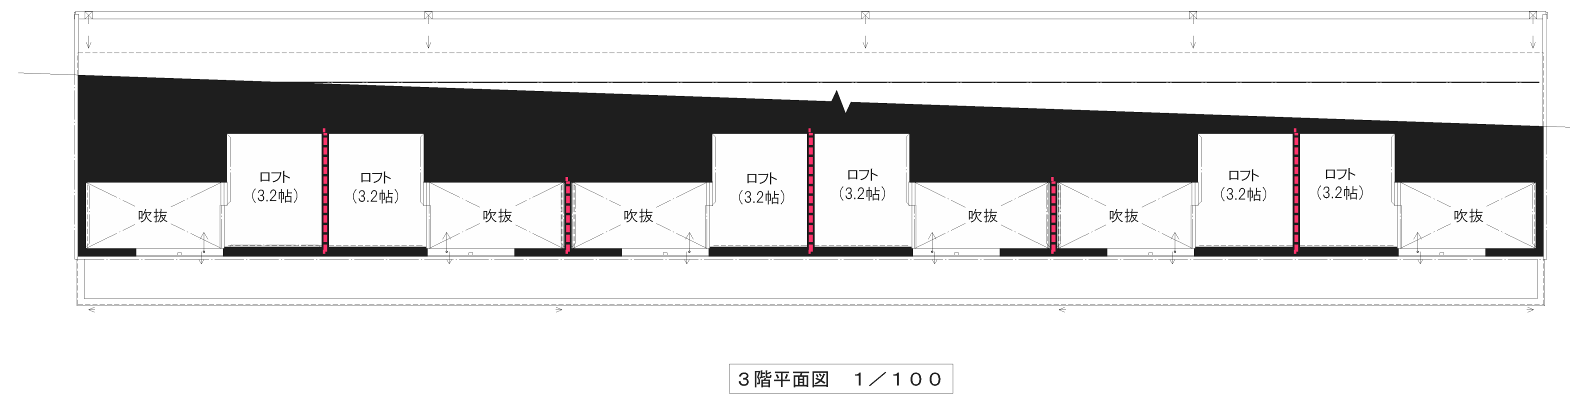 ロフト
(3.2帖)
ロフト
(3.2帖)
ロフト
(3.2帖)
ロフト
(3.2帖)
ロフト
(3.2帖)
ロフト
(3.2帖)
吹抜
吹抜
吹抜
吹抜
吹抜
吹抜
３階平面図　１／１００